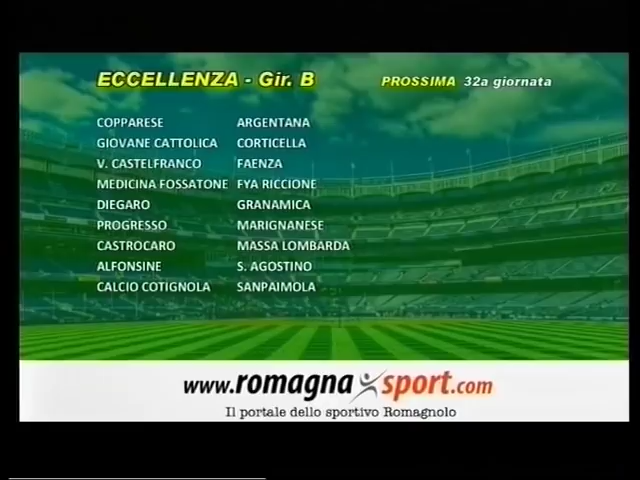 ECCELLENZA - Gir. B PROSSIMA 32a giornata
COPPARESE ARGENTANA
GIOVANE CATTOLICA CORTICELLA
V. CASTELFRANCO FAENZA
MEDICINA FOSSATONE FYA RICCIONE
DIEGARO GRANAMICA
PROGRESSO MARIGNANESE
CASTROCARO MASSA LOMBARDA
ALFONSINE S. AGOSTINO
CALCIO COTIGNOLA SANPAIMOLA
www.romagnasport.com
Il portale dello sportivo Romagnolo